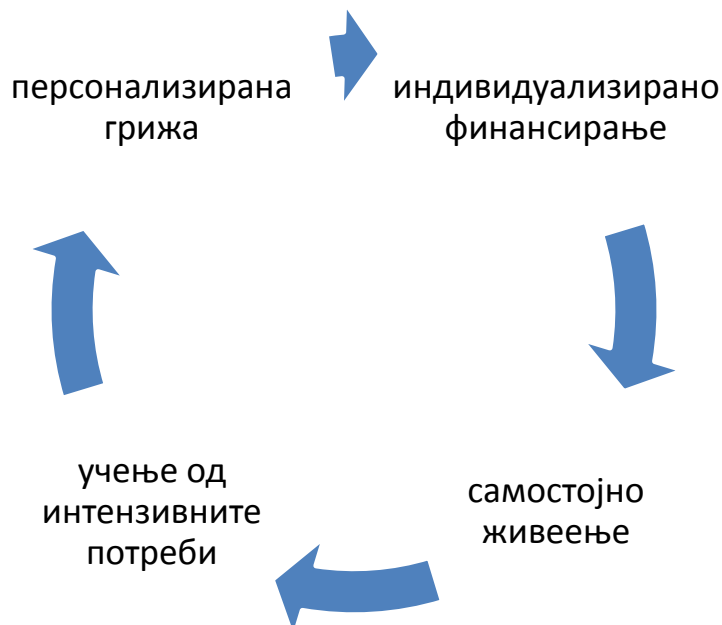 персонализирана
грижа
индивидуализирано
финансирање
самостојно
живеење
учење од
интензивните
потреби